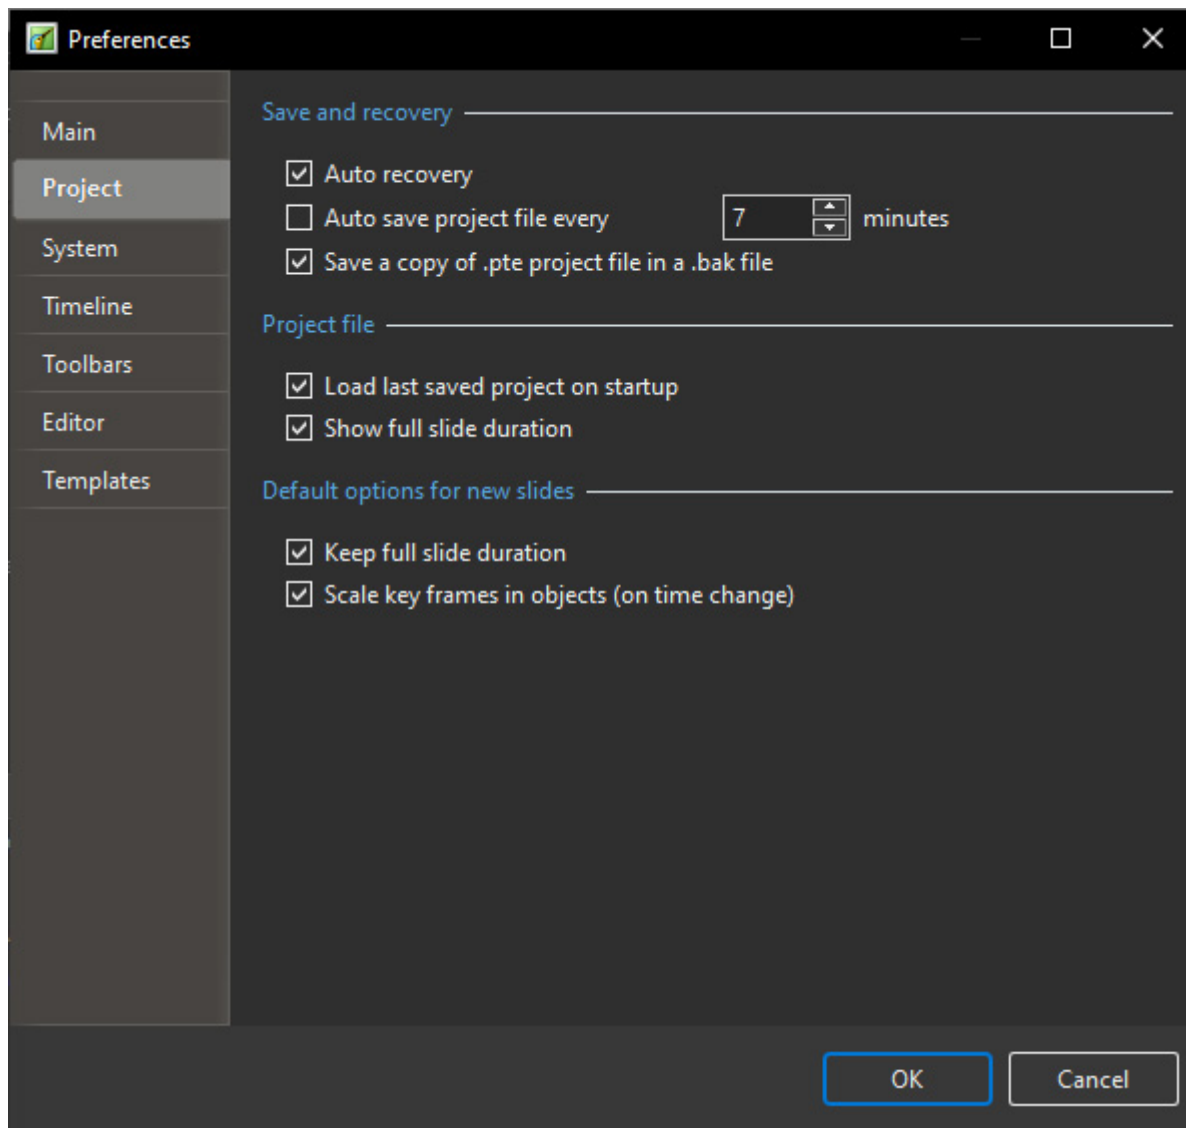 Preferences
Main
Project
System
Timeline
Toolbars
Editor
Templates
Save and recovery
Auto recovery
Auto save project file every 7 minutes
Save a copy of .pte project file in a .bak file
Project file
Load last saved project on startup
Show full slide duration
Default options for new slides
Keep full slide duration
Scale key frames in objects (on time change)
OK Cancel